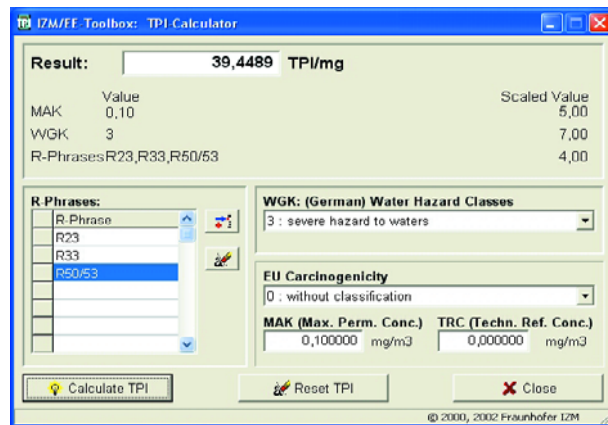 TPI IZM/EE-Toolbox: TPI-Calculator
Result: 39,4489 TPI/mg
Value Scaled Value
MAK 0,10 5,00
WGK 3 7,00
R-Phrases R23,R33,R50/53 4,00
R-Phrases:
R-Phrase
R23
R33
R50/53
WGK: (German) Water Hazard Classes
3 : severe hazard to waters
EU Carcinogenicity
0 : without classification
MAK (Max. Perm. Conc.) TRC (Techn. Ref. Conc.)
0,100000 mg/m3 0,000000 mg/m3
Calculate TPI Reset TPI Close
© 2000, 2002 Fraunhofer IZM